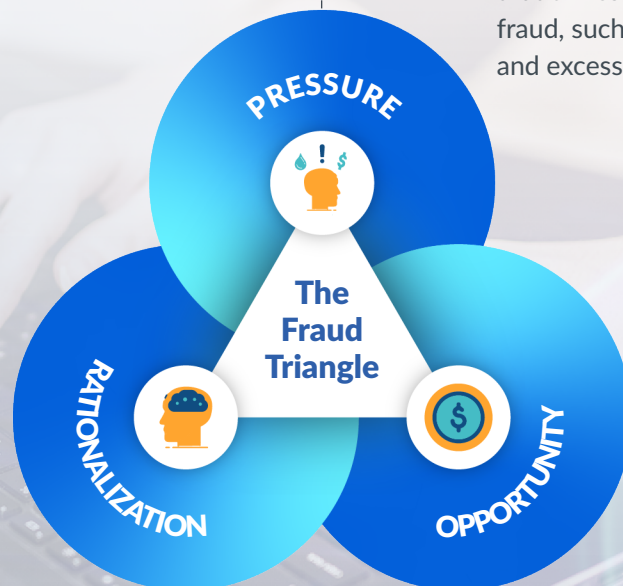 fraud, such
and excess
PRESSURE
The
Fraud
Triangle
RATIONALIZATION
OPPORTUNITY
$
$
!